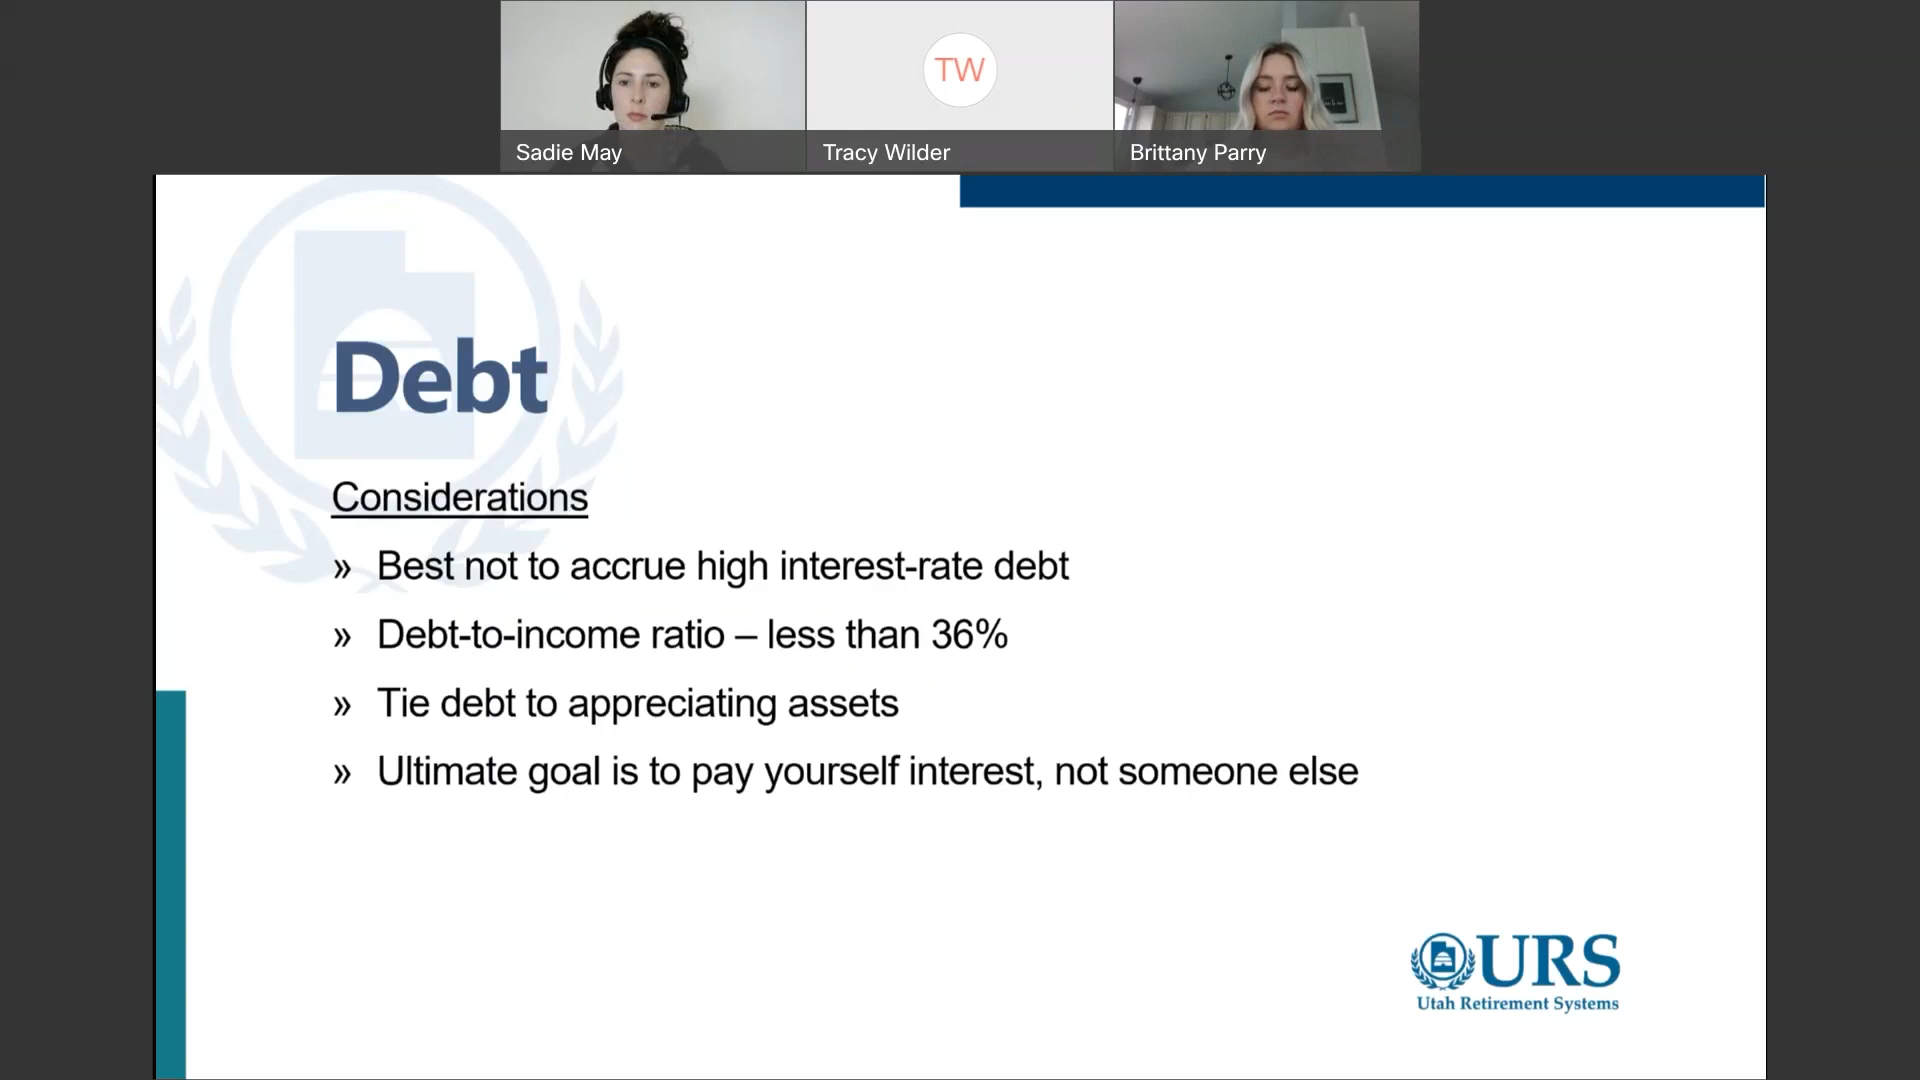 TW
Sadie May
Tracy Wilder
Brittany Parry
Debt
Considerations
» Best not to accrue high interest-rate debt
» Debt-to-income ratio – less than 36%
» Tie debt to appreciating assets
» Ultimate goal is to pay yourself interest, not someone else
URS
Utah Retirement Systems